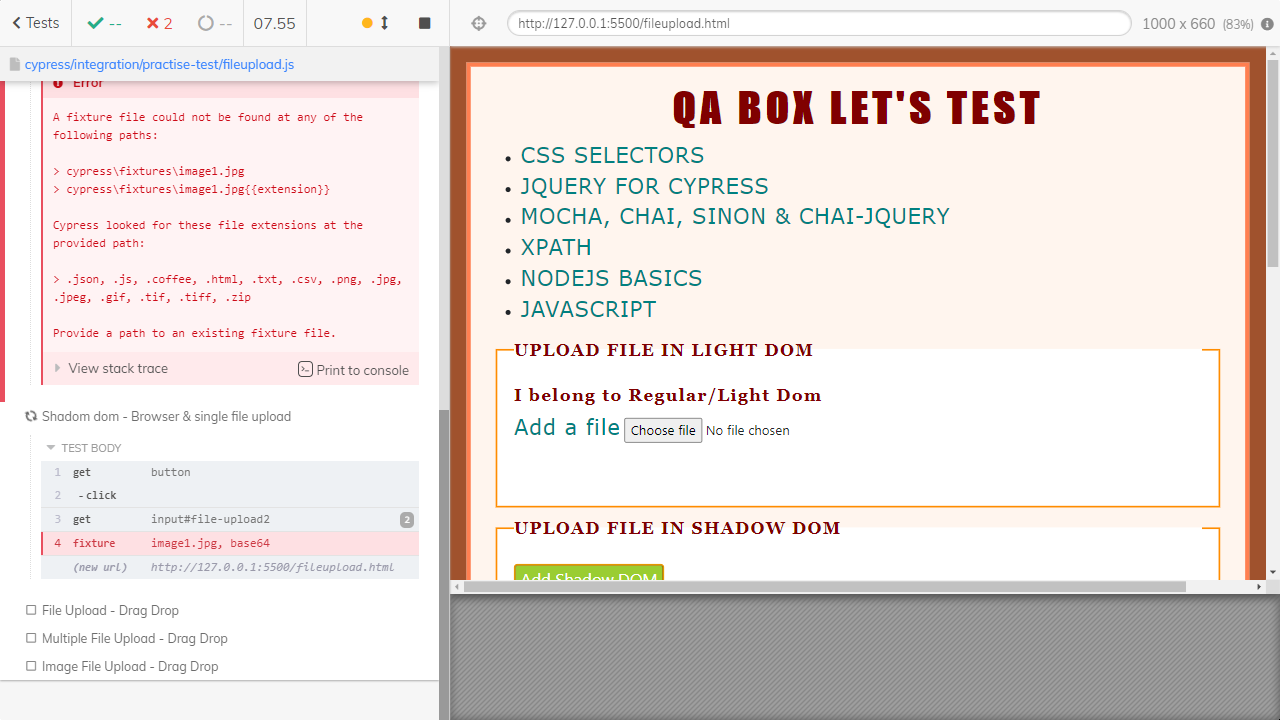 Tests
--
2
--
07.55
http://127.0.0.1:5500/fileupload.html
1000 x 660 (83%)
cypress/integration/practise-test/fileupload.js
Error
A fixture file could not be found at any of the
following paths:
> cypress\fixtures\image1.jpg
> cypress\fixtures\image1.jpg{{extension}}
Cypress looked for these file extensions at the
provided path:
> .json, .js, .coffee, .html, .txt, .csv, .png, .jpg,
.jpeg, .gif, .tif, .tiff, .zip
Provide a path to an existing fixture file.
View stack trace
Print to console
Shadom dom - Browser & single file upload
TEST BODY
1 get button
2 - click
3 get input#file-upload2 2
4 fixture image1.jpg, base64
(new url) http://127.0.0.1:5500/fileupload.html
File Upload - Drag Drop
Multiple File Upload - Drag Drop
Image File Upload - Drag Drop
QA BOX LET'S TEST
CSS SELECTORS
JQUERY FOR CYPRESS
MOCHA, CHAI, SINON & CHAI-JQUERY
XPATH
NODEJS BASICS
JAVASCRIPT
UPLOAD FILE IN LIGHT DOM
I belong to Regular/Light Dom
Add a file Choose file No file chosen
UPLOAD FILE IN SHADOW DOM
Add Shadow DOM